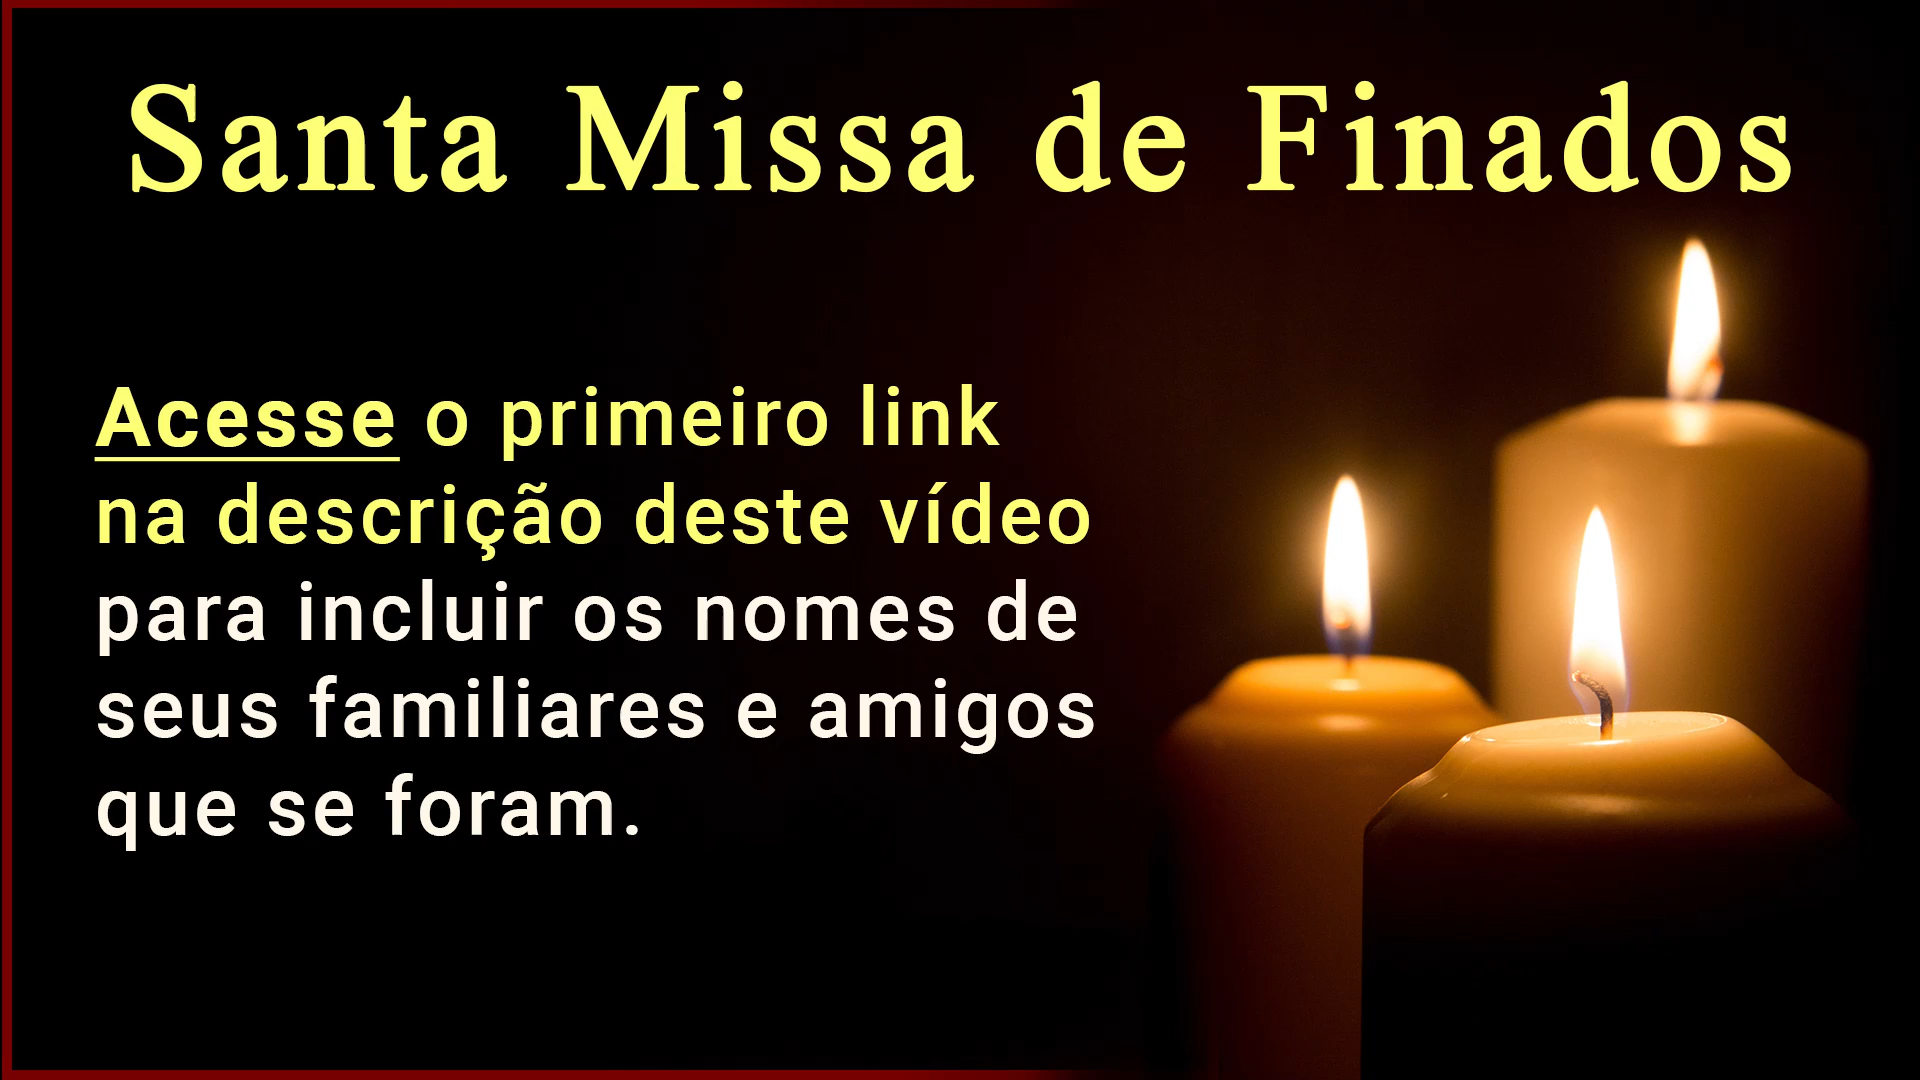 Santa Missa de Finados
Acesse o primeiro link
na descrição deste vídeo
para incluir os nomes de
seus familiares e amigos
que se foram.